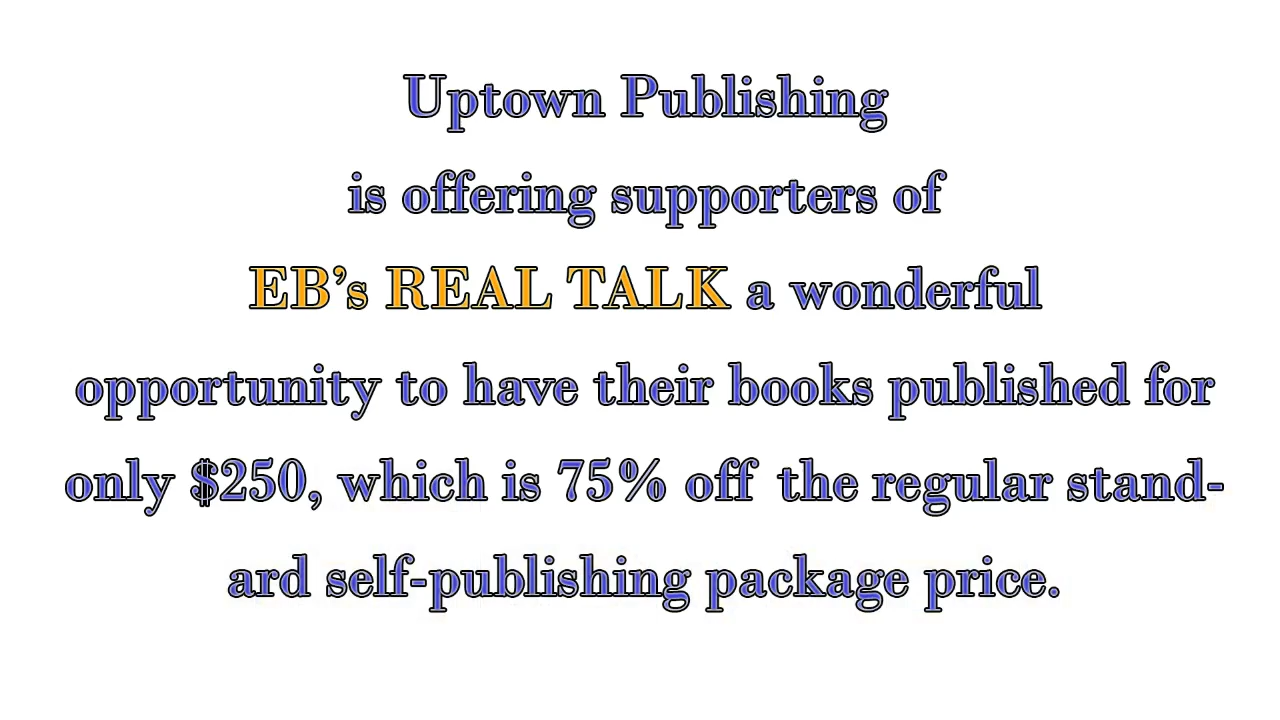 Uptown Publishing
is offering supporters of
EB’s REAL TALK a wonderful
opportunity to have their books published for
only $250, which is 75% off the regular stand-
ard self-publishing package price.